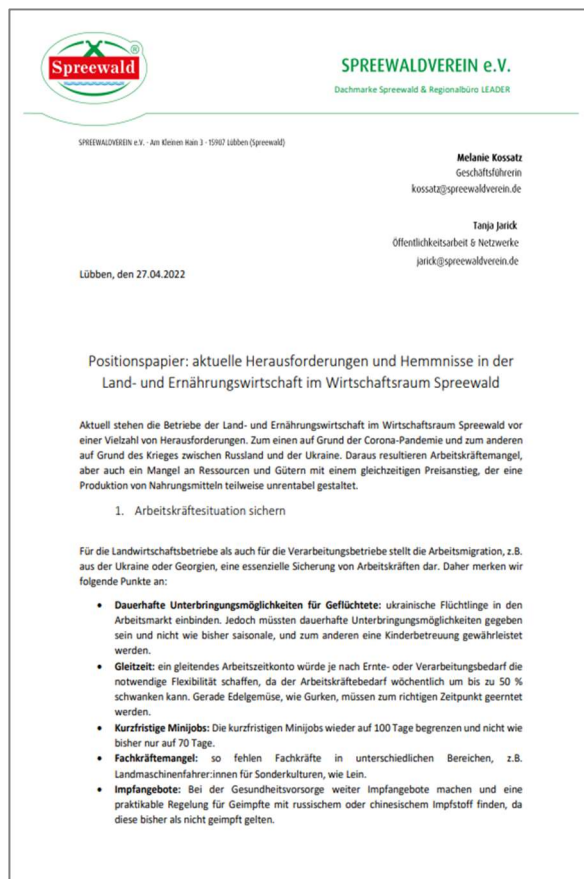 Spreewald
®
SPREEWALDVEREIN e.V.
Dachmarke Spreewald & Regionalbüro LEADER
SPREEWALDVEREIN e.V. - Am Kleinen Hain 3 - 15907 Lübben (Spreewald)
Melanie Kossatz
Geschäftsführerin
kossatz@spreewaldverein.de
Tanja Jarick
Öffentlichkeitsarbeit & Netzwerke
jarick@spreewaldverein.de
Lübben, den 27.04.2022
Positionspapier: aktuelle Herausforderungen und Hemmnisse in der
Land- und Ernährungswirtschaft im Wirtschaftsraum Spreewald
Aktuell stehen die Betriebe der Land- und Ernährungswirtschaft im Wirtschaftsraum Spreewald vor
einer Vielzahl von Herausforderungen. Zum einen auf Grund der Corona-Pandemie und zum anderen
auf Grund des Krieges zwischen Russland und der Ukraine. Daraus resultieren Arbeitskräftemangel,
aber auch ein Mangel an Ressourcen und Gütern mit einem gleichzeitigen Preisanstieg, der eine
Produktion von Nahrungsmitteln teilweise unrentabel gestaltet.
1. Arbeitskräftesituation sichern
Für die Landwirtschaftsbetriebe als auch für die Verarbeitungsbetriebe stellt die Arbeitsmigration, z.B.
aus der Ukraine oder Georgien, eine essenzielle Sicherung von Arbeitskräften dar. Daher merken wir
folgende Punkte an:
• Dauerhafte Unterbringungsmöglichkeiten für Geflüchtete: ukrainische Flüchtlinge in den
Arbeitsmarkt einbinden. Jedoch müssten dauerhafte Unterbringungsmöglichkeiten gegeben
sein und nicht wie bisher saisonale, und zum anderen eine Kinderbetreuung gewährleistet
werden.
• Gleitzeit: ein gleitendes Arbeitszeitkonto würde je nach Ernte- oder Verarbeitungsbedarf die
notwendige Flexibilität schaffen, da der Arbeitskräftebedarf wöchentlich um bis zu 50 %
schwanken kann. Gerade Edelgemüse, wie Gurken, müssen zum richtigen Zeitpunkt geerntet
werden.
• Kurzfristige Minijobs: Die kurzfristigen Minijobs wieder auf 100 Tage begrenzen und nicht wie
bisher nur auf 70 Tage.
• Fachkräftemangel: so fehlen Fachkräfte in unterschiedlichen Bereichen, z.B.
Landmaschinenfahrer:innen für Sonderkulturen, wie Lein.
• Impfangebote: Bei der Gesundheitsvorsorge weiter Impfangebote machen und eine
praktikable Regelung für Geimpfte mit russischem oder chinesischem Impfstoff finden, da
diese bisher als nicht geimpft gelten.